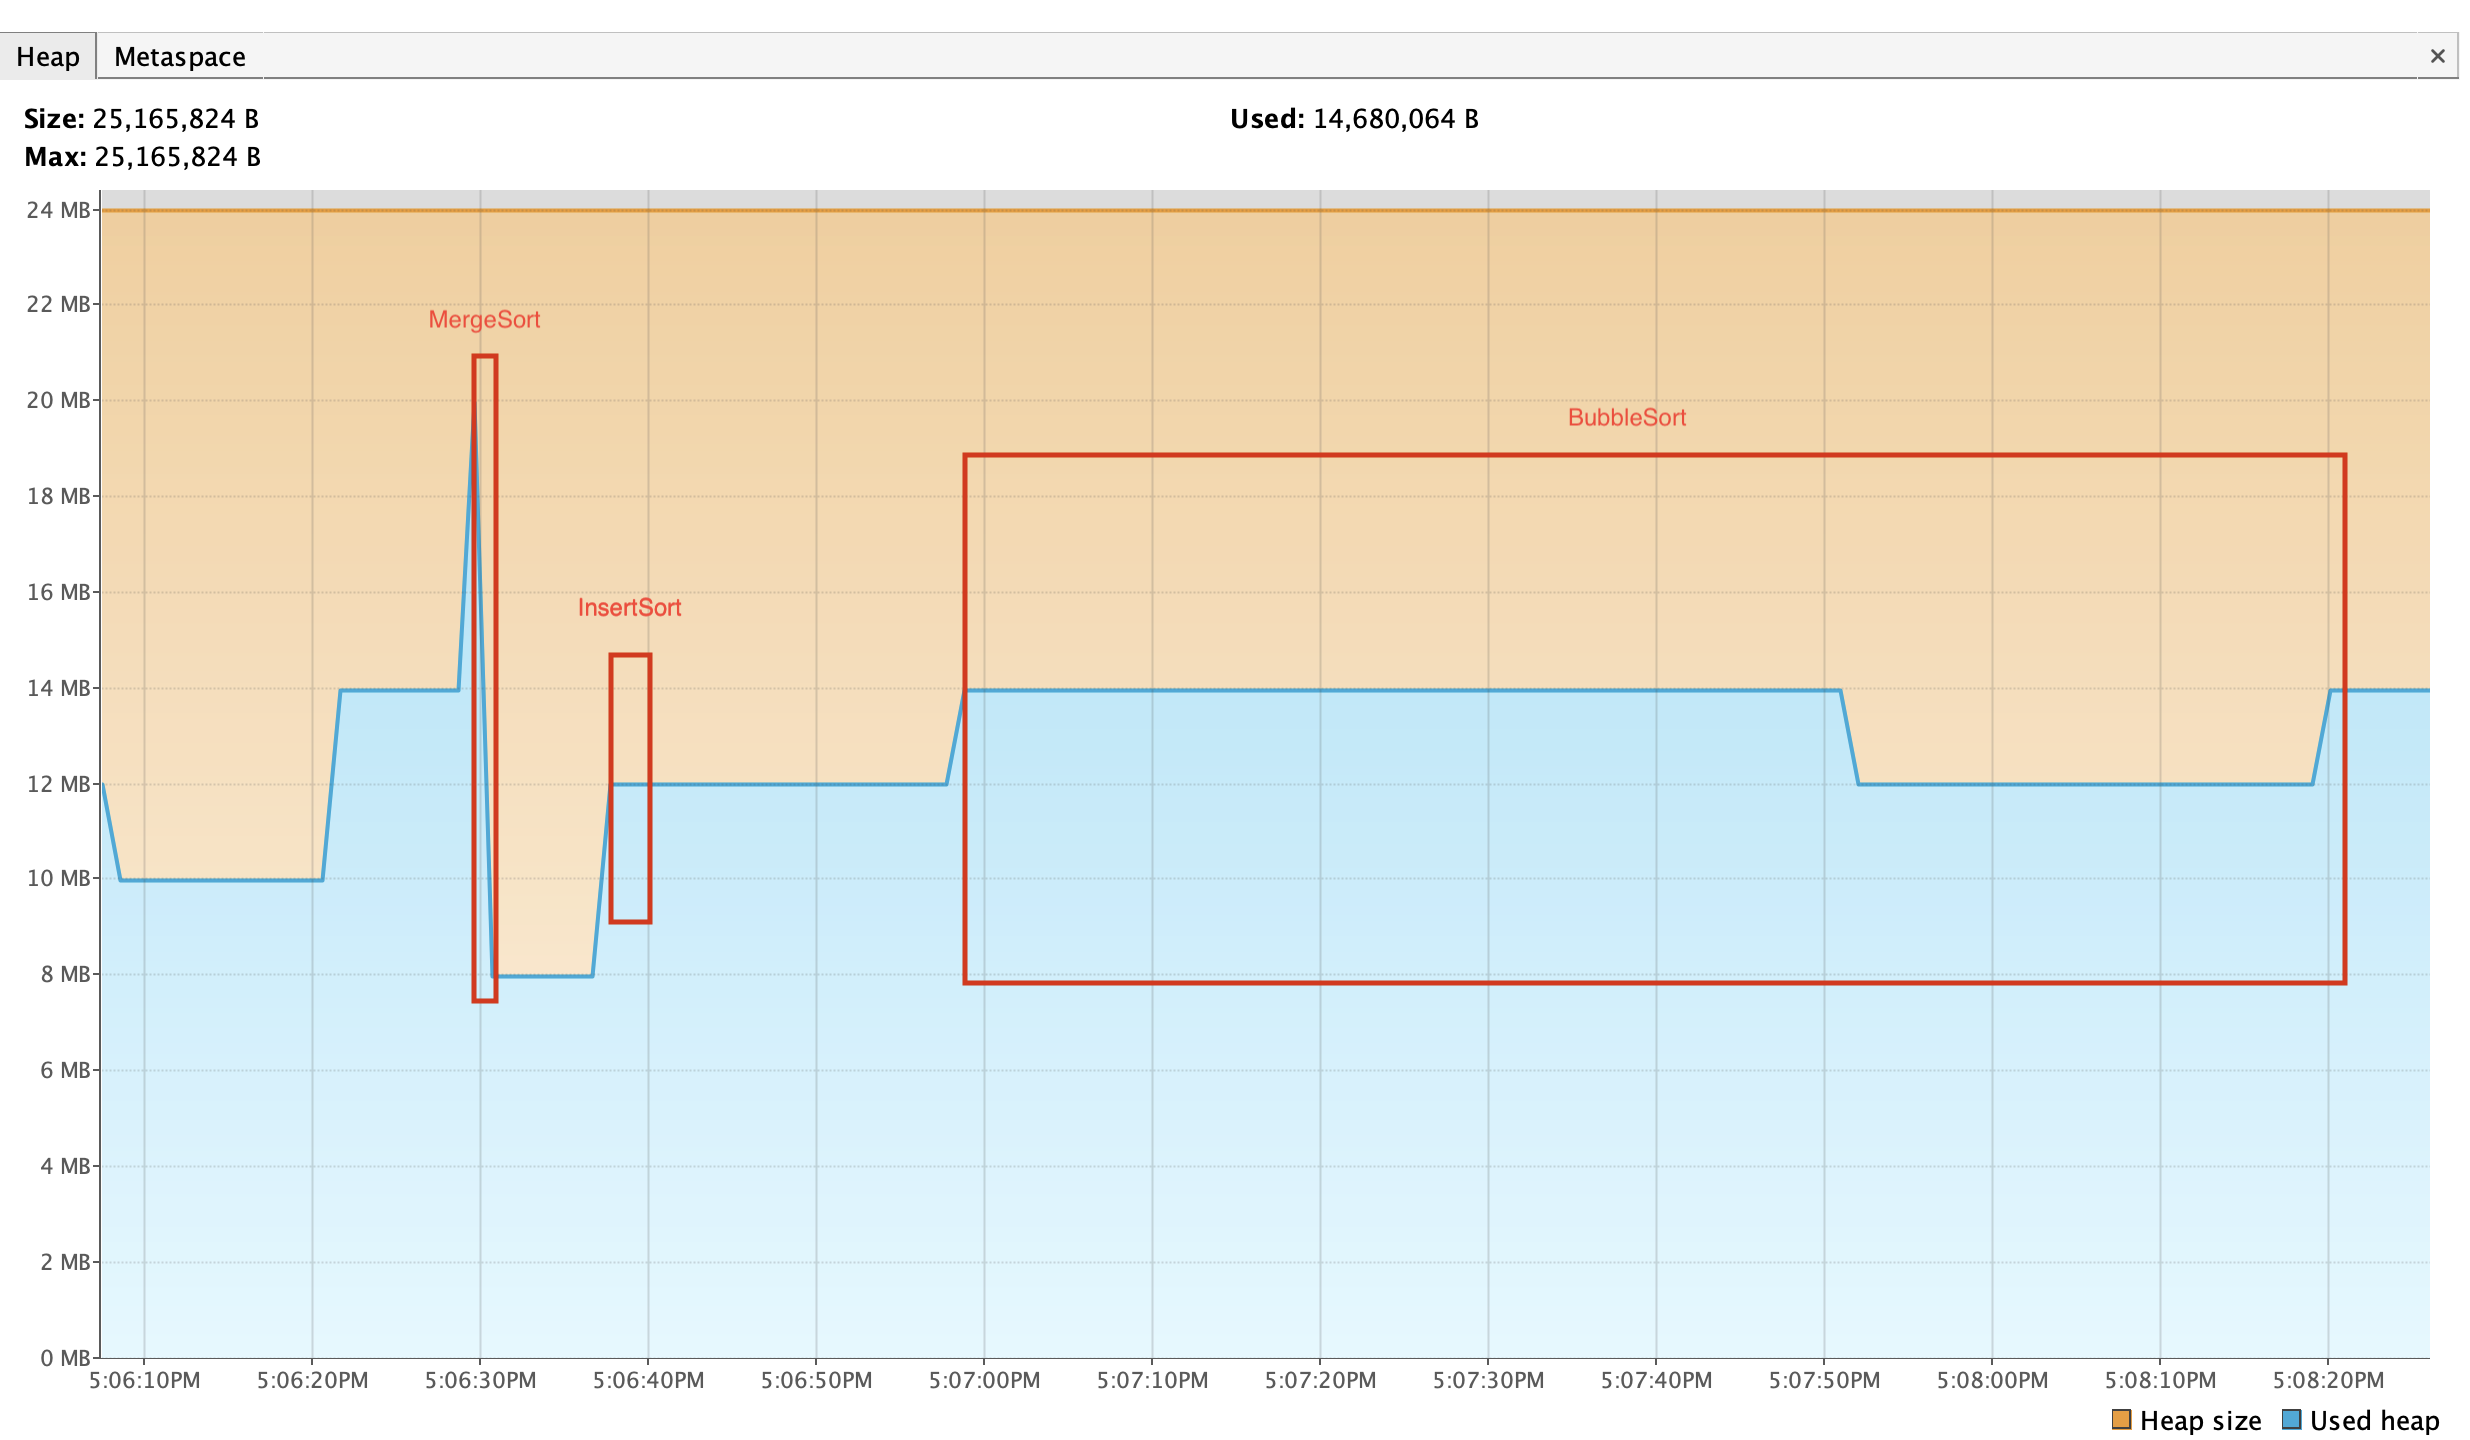 Heap Metaspace ×
Size: 25,165,824 B Used: 14,680,064 B
Max: 25,165,824 B
24 MB
22 MB
MergeSort
20 MB
BubbleSort
18 MB
16 MB
InsertSort
14 MB
12 MB
10 MB
8 MB
6 MB
4 MB
2 MB
0 MB
5:06:10PM 5:06:20PM 5:06:30PM 5:06:40PM 5:06:50PM 5:07:00PM 5:07:10PM 5:07:20PM 5:07:30PM 5:07:40PM 5:07:50PM 5:08:00PM 5:08:10PM 5:08:20PM
Heap size Used heap